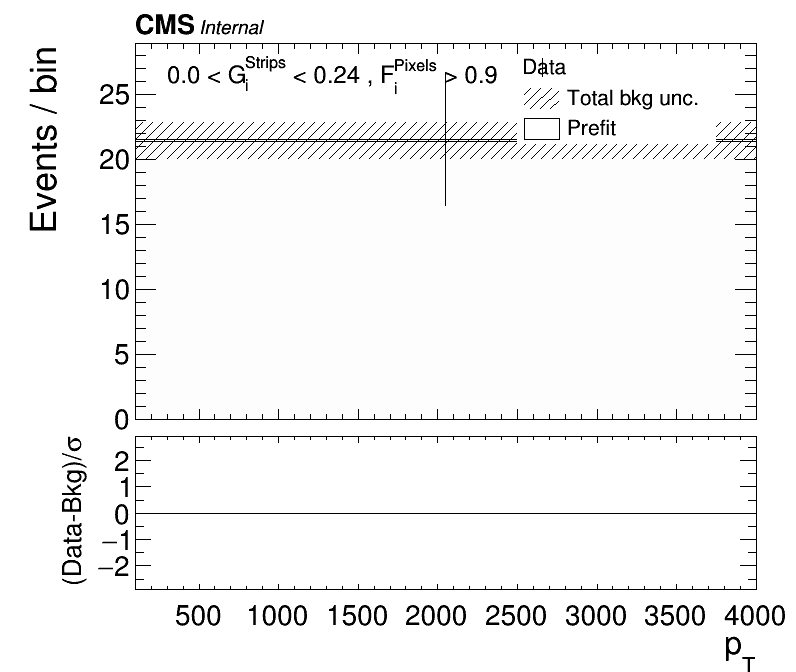 CMS Internal
0.0 < G_i^Strips < 0.24 , F_i^Pixels > 0.9
Data
Total bkg unc.
Prefit
Events / bin
25
20
15
10
5
0
(Data-Bkg)/σ
2
1
0
−1
−2
500 1000 1500 2000 2500 3000 3500 4000
p_T